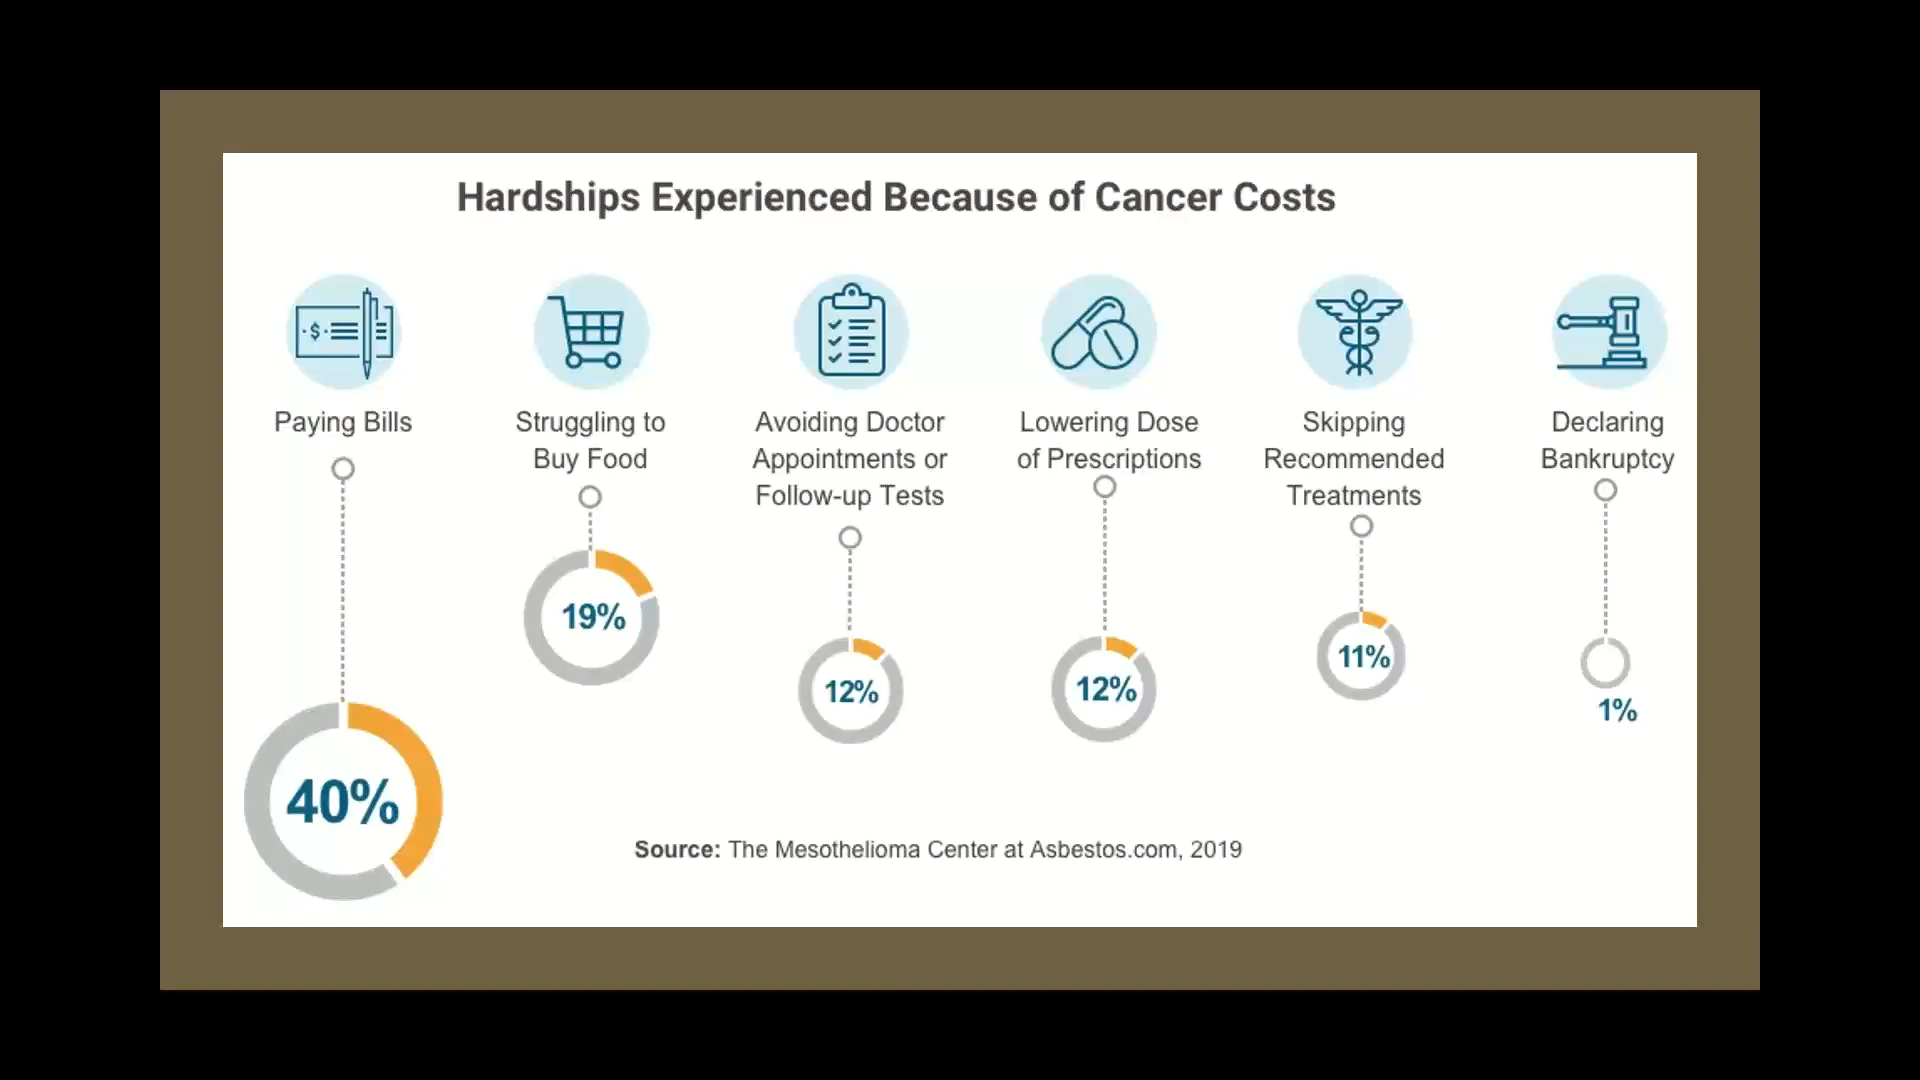 Hardships Experienced Because of Cancer Costs
$
Paying Bills
40%
Struggling to
Buy Food
19%
Avoiding Doctor
Appointments or
Follow-up Tests
12%
Lowering Dose
of Prescriptions
12%
Skipping
Recommended
Treatments
11%
Declaring
Bankruptcy
1%
Source: The Mesothelioma Center at Asbestos.com, 2019